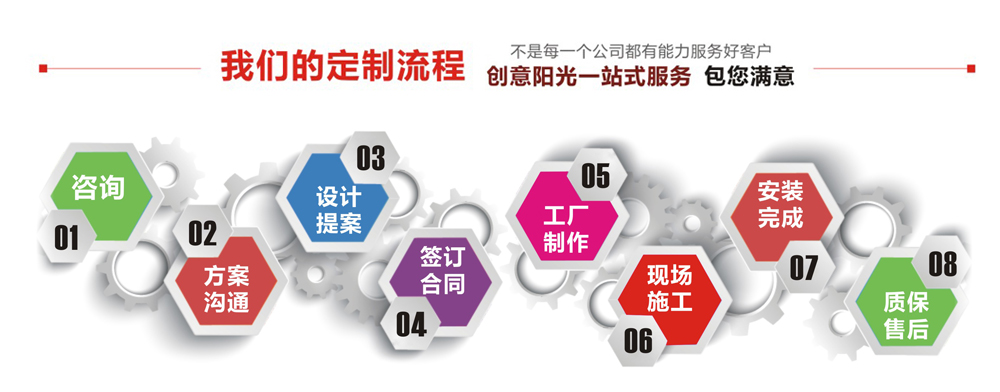 我们的定制流程
不是每一个公司都有能力服务好客户
创意阳光一站式服务 包您满意
咨询
01
02
方案
沟通
03
设计
提案
签订
合同
04
05
工厂
制作
现场
施工
06
安装
完成
07
08
质保
售后